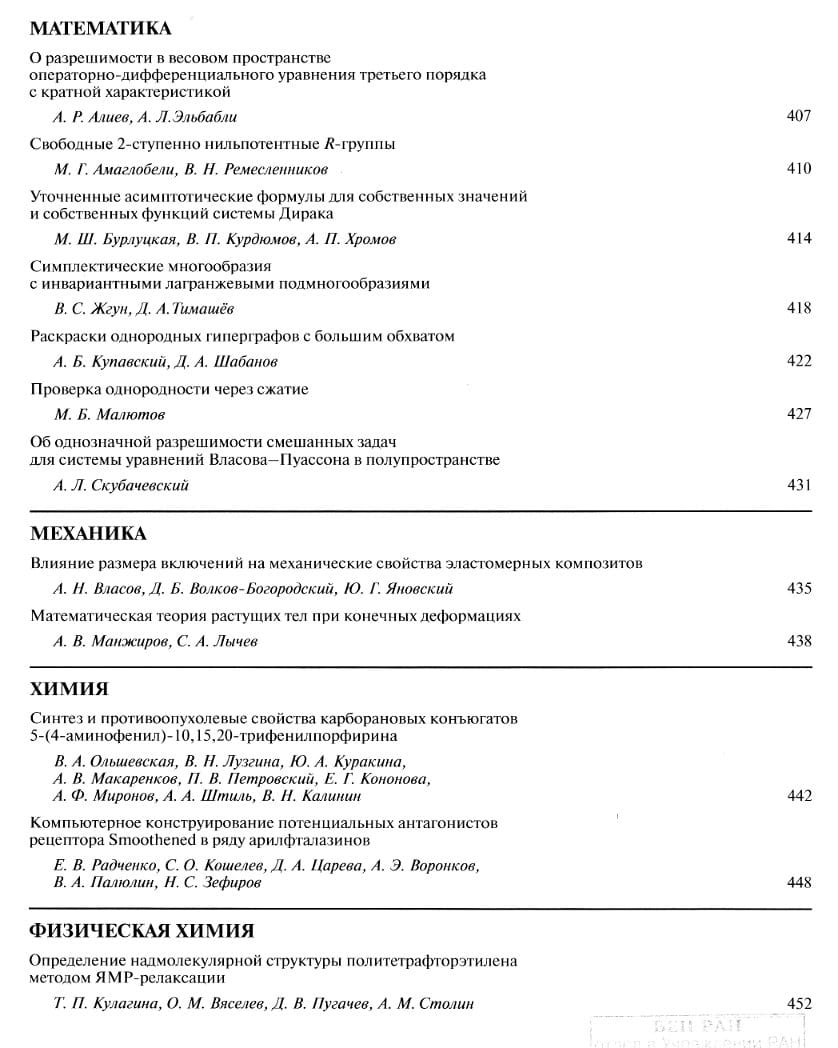 МАТЕМАТИКА
О разрешимости в весовом пространстве
операторно-дифференциального уравнения третьего порядка
с кратной характеристикой
А. Р. Алиев, А. Л.Эльбабли 407
Свободные 2-ступенно нильпотентные R-группы
М. Г. Амаглобели, В. Н. Ремесленников 410
Уточненные асимптотические формулы для собственных значений
и собственных функций системы Дирака
М. Ш. Бурлуцкая, В. П. Курдюмов, А. П. Хромов 414
Симплектические многообразия
с инвариантными лагранжевыми подмногообразиями
В. С. Жгун, Д. А.Тимашёв 418
Раскраски однородных гиперграфов с большим обхватом
А. Б. Купавский, Д. А. Шабанов 422
Проверка однородности через сжатие
М. Б. Малютов 427
Об однозначной разрешимости смешанных задач
для системы уравнений Власова–Пуассона в полупространстве
А. Л. Скубачевский 431
МЕХАНИКА
Влияние размера включений на механические свойства эластомерных композитов
А. Н. Власов, Д. Б. Волков-Богородский, Ю. Г. Яновский 435
Математическая теория растущих тел при конечных деформациях
А. В. Манжиров, С. А. Лычев 438
ХИМИЯ
Синтез и противоопухолевые свойства карборановых конъюгатов
5-(4-аминофенил)-10,15,20-трифенилпорфирина
В. А. Ольшевская, В. Н. Лузгина, Ю. А. Куракина,
А. В. Макаренков, П. В. Петровский, Е. Г. Кононова,
А. Ф. Миронов, А. А. Штиль, В. Н. Калинин 442
Компьютерное конструирование потенциальных антагонистов
рецептора Smoothened в ряду арилфталазинов
Е. В. Радченко, С. О. Кошелев, Д. А. Царева, А. Э. Воронков,
В. А. Палюлин, Н. С. Зефиров 448
ФИЗИЧЕСКАЯ ХИМИЯ
Определение надмолекулярной структуры политетрафторэтилена
методом ЯМР-релаксации
Т. П. Кулагина, О. М. Вяселев, Д. В. Пугачев, А. М. Столин 452
БЕН РАН